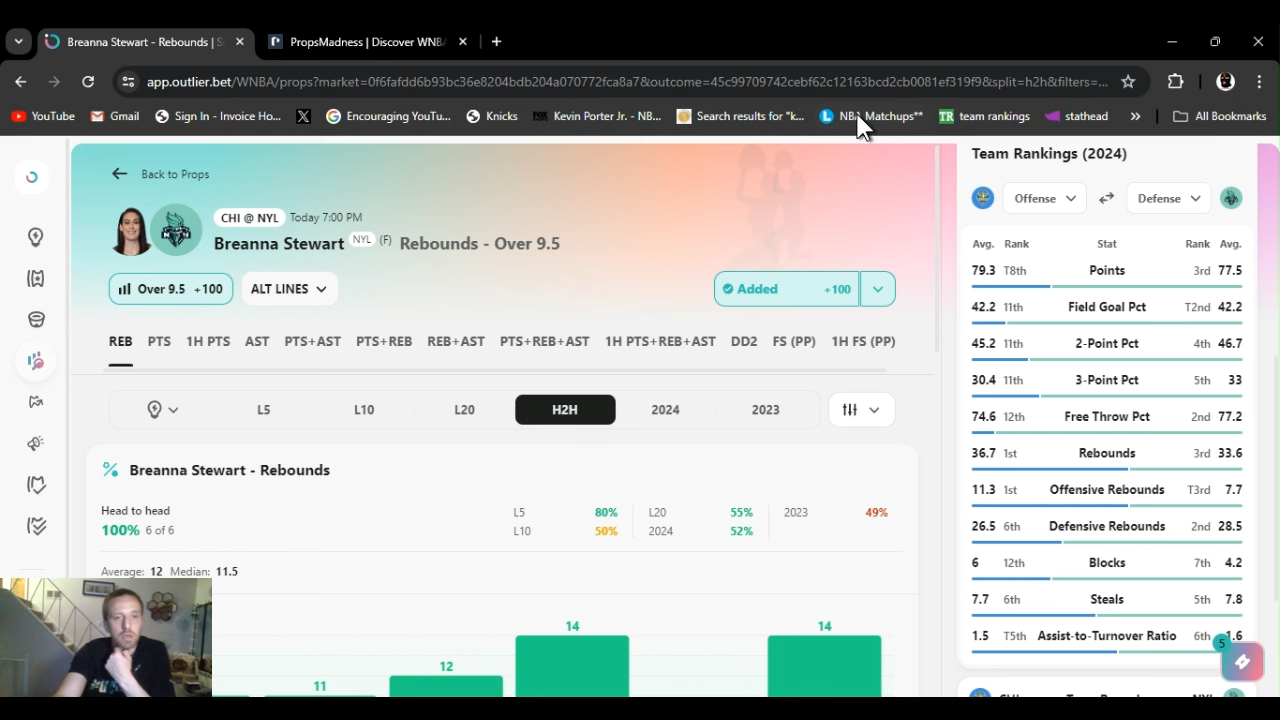 Breanna Stewart - Rebounds | S
PropsMadness | Discover WNB
app.outlier.bet/WNBA/props?market=0f6fafdd6b93bc36e8204bdb204a070772fca8a7&outcome=45c99709742cebf62c12163bcd2cb0081ef319f9&split=h2h&filters=...
YouTube Gmail Sign In - Invoice Ho... Encouraging YouTu... Knicks Kevin Porter Jr. - NB... Search results for "k... NBA Matchups** team rankings stathead » All Bookmarks
Back to Props
CHI @ NYL Today 7:00 PM
Breanna Stewart NYL (F) Rebounds - Over 9.5
Over 9.5 +100 ALT LINES Added +100
REB PTS 1H PTS AST PTS+AST PTS+REB REB+AST PTS+REB+AST 1H PTS+REB+AST DD2 FS (PP) 1H FS (PP)
L5 L10 L20 H2H 2024 2023
Breanna Stewart - Rebounds
Head to head
100% 6 of 6
L5 80% L20 55% 2023 49%
L10 50% 2024 52%
Average: 12 Median: 11.5
11
12
14
14
Team Rankings (2024)
Offense Defense
Avg. Rank Stat Rank Avg.
79.3 T8th Points 3rd 77.5
42.2 11th Field Goal Pct T2nd 42.2
45.2 11th 2-Point Pct 4th 46.7
30.4 11th 3-Point Pct 5th 33
74.6 12th Free Throw Pct 2nd 77.2
36.7 1st Rebounds 3rd 33.6
11.3 1st Offensive Rebounds T3rd 7.7
26.5 6th Defensive Rebounds 2nd 28.5
6 12th Blocks 7th 4.2
7.7 6th Steals 5th 7.8
1.5 T5th Assist-to-Turnover Ratio 6th 1.6
5